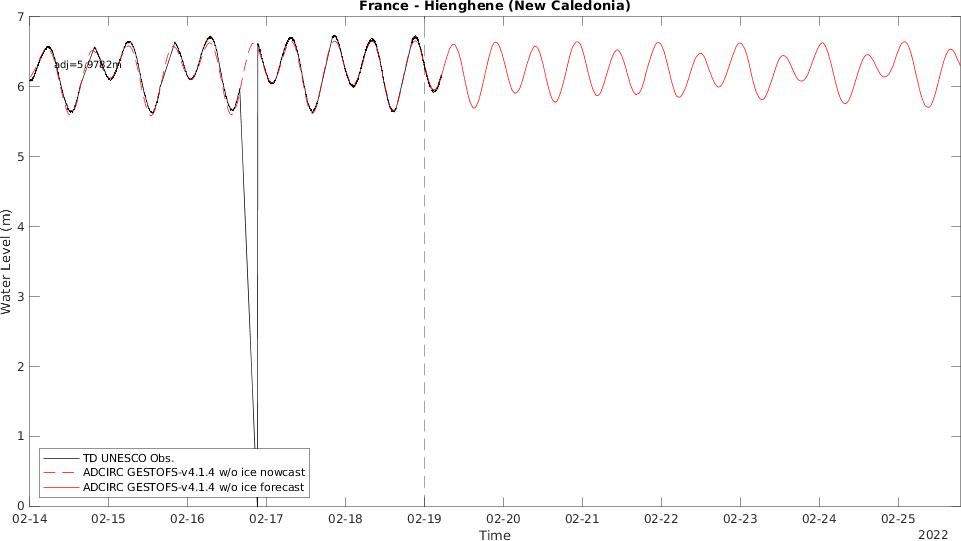 France - Hienghene (New Caledonia)
7
6
5
4
3
2
1
0
Water Level (m)
adj=5.9782m
TD UNESCO Obs.
ADCIRC GESTOFS-v4.1.4 w/o ice nowcast
ADCIRC GESTOFS-v4.1.4 w/o ice forecast
02-14 02-15 02-16 02-17 02-18 02-19 02-20 02-21 02-22 02-23 02-24 02-25
Time
2022